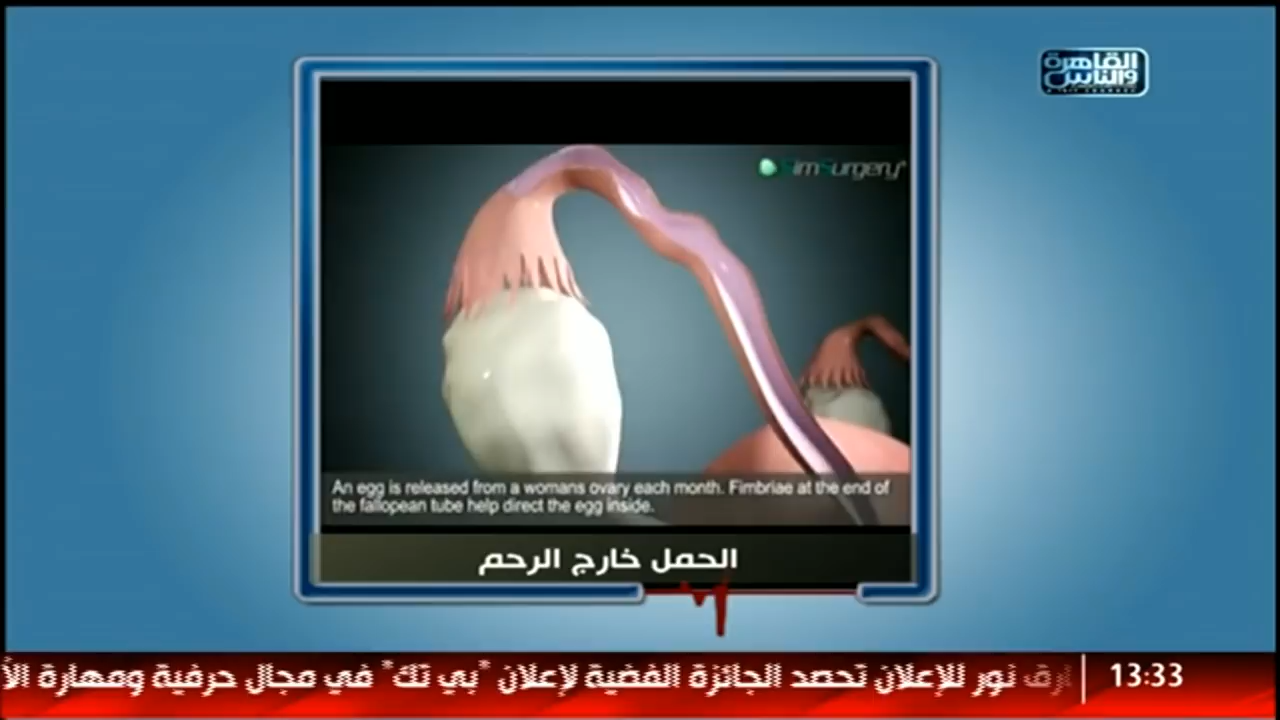 القاهرة
والناس
SimSurgery
An egg is released from a womans ovary each month. Fimbriae at the end of
the fallopean tube help direct the egg inside.
الحمل خارج الرحم
نور للإعلان تحصد الجائزة الفضية لإعلان "بي تك" في مجال حرفية ومهارة
13:33